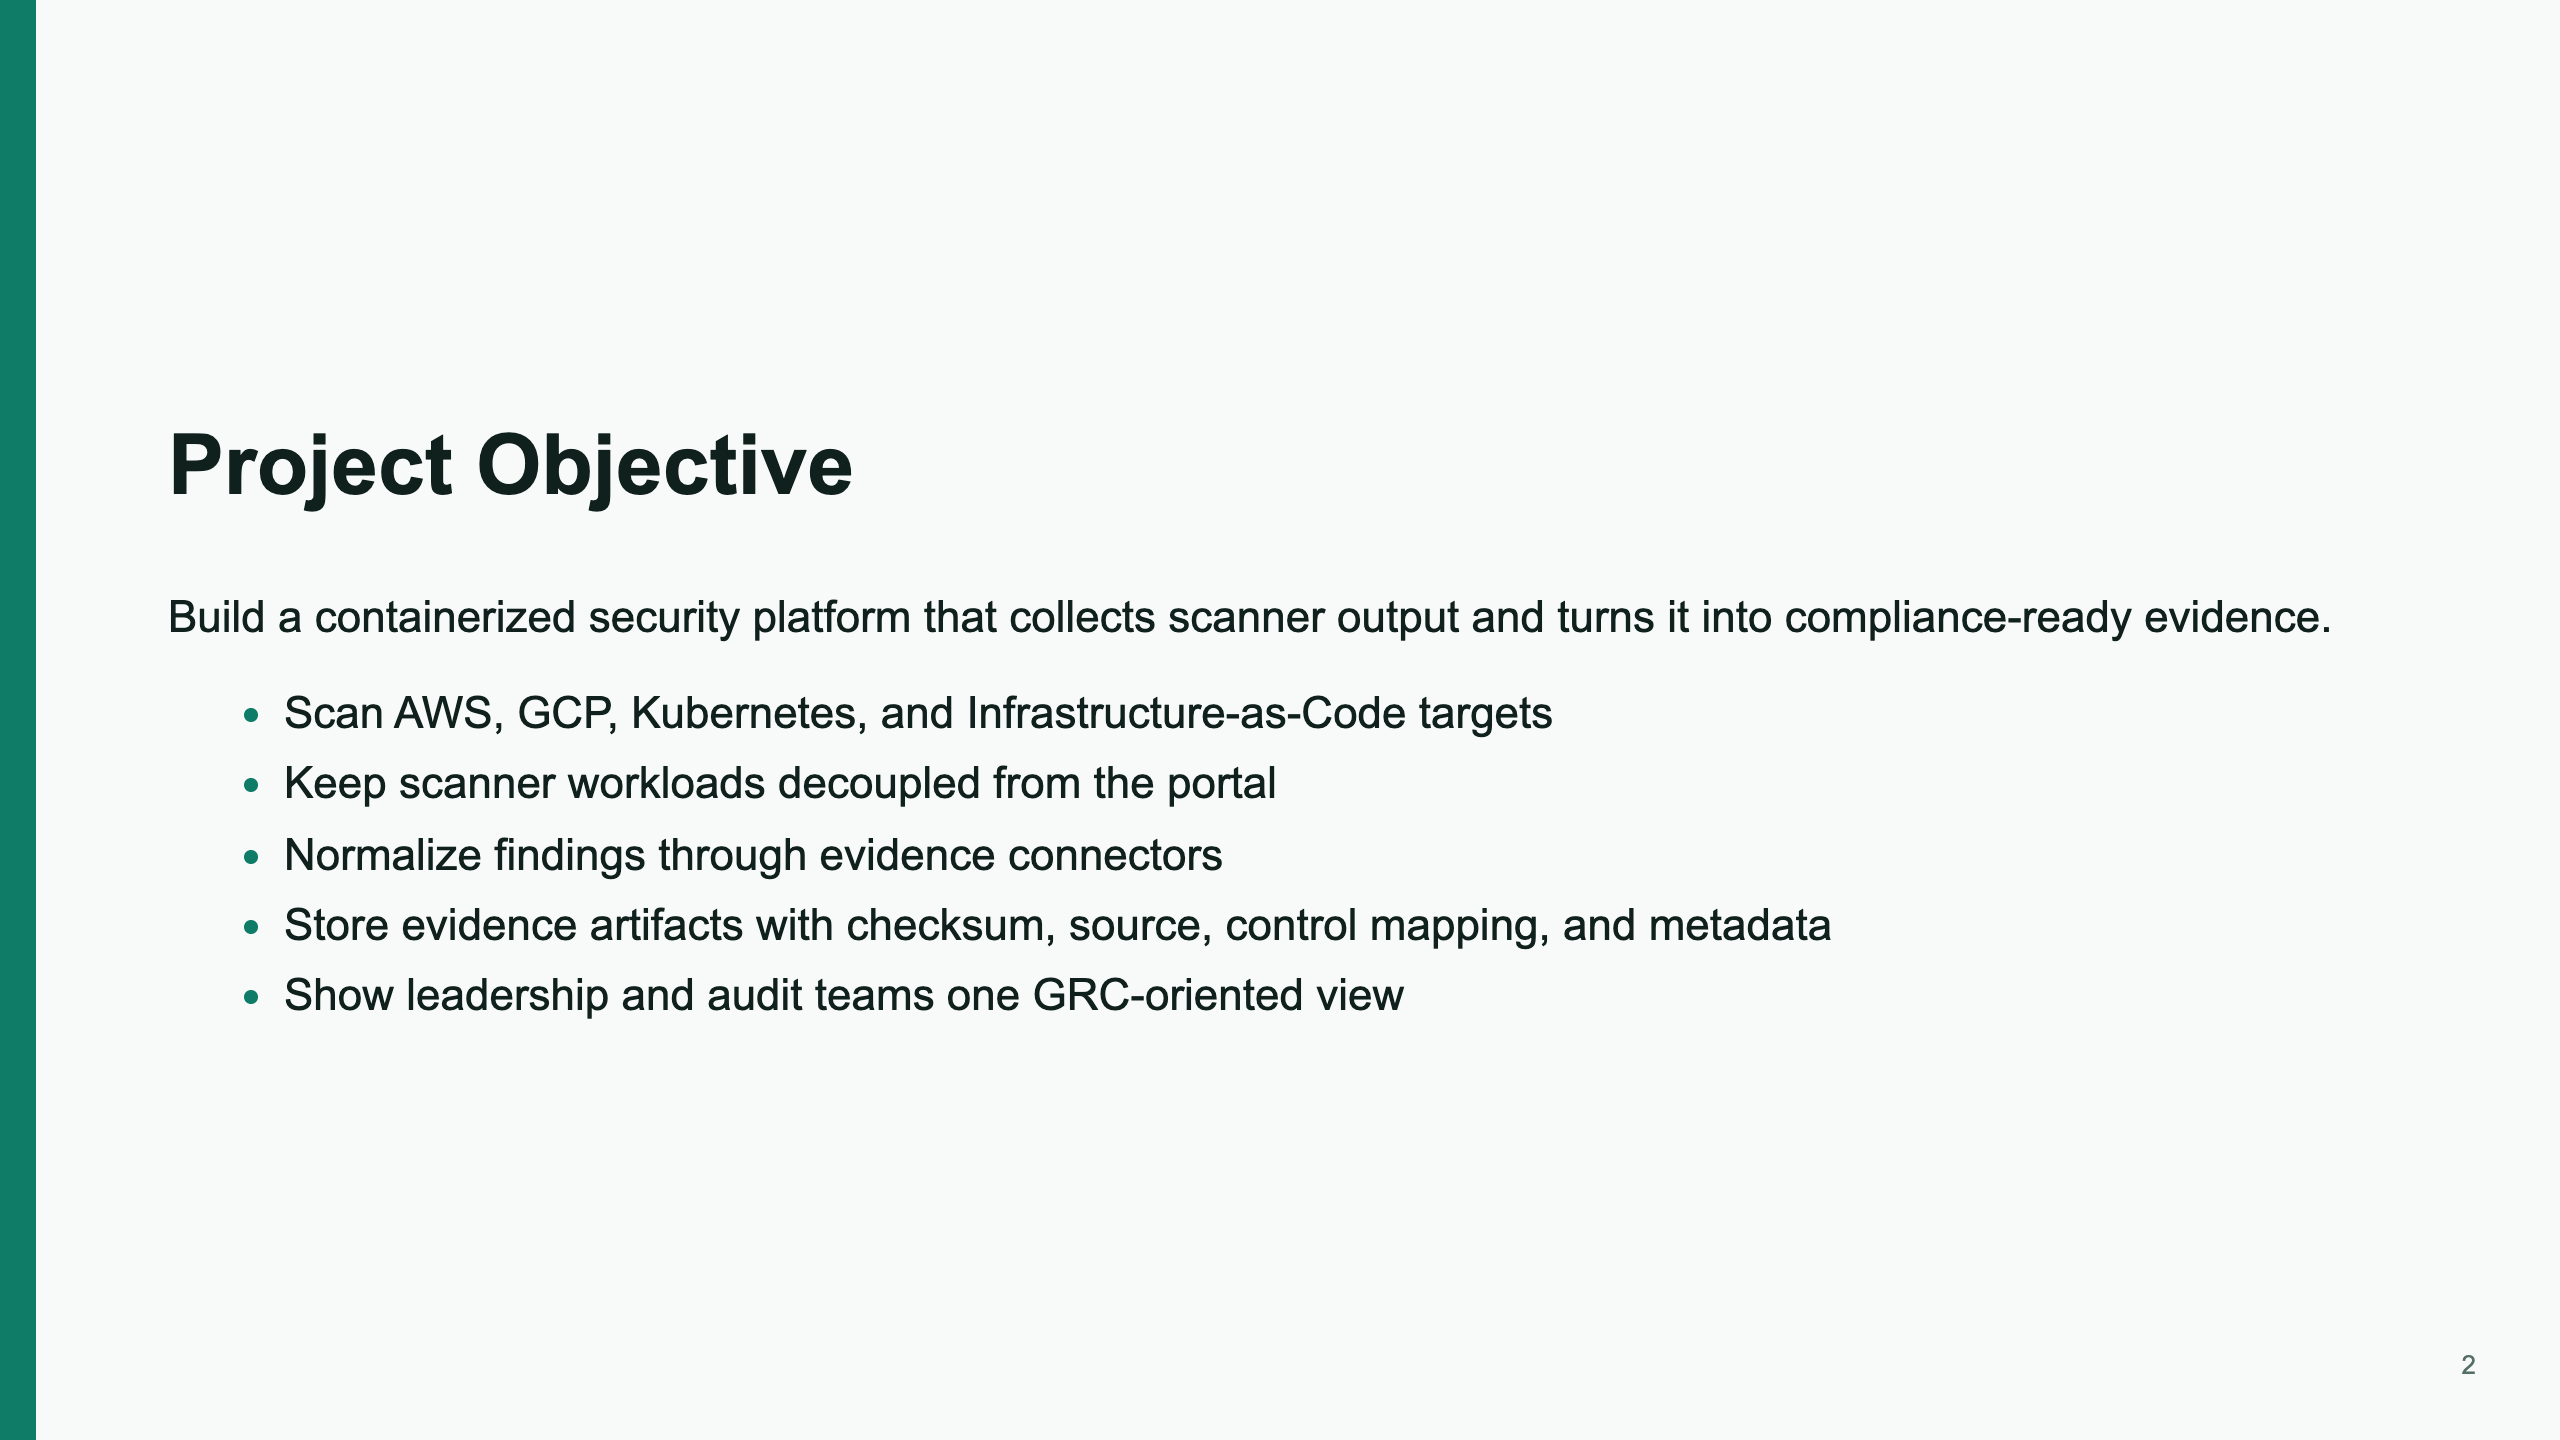 Project Objective
Build a containerized security platform that collects scanner output and turns it into compliance-ready evidence.
• Scan AWS, GCP, Kubernetes, and Infrastructure-as-Code targets
• Keep scanner workloads decoupled from the portal
• Normalize findings through evidence connectors
• Store evidence artifacts with checksum, source, control mapping, and metadata
• Show leadership and audit teams one GRC-oriented view
2